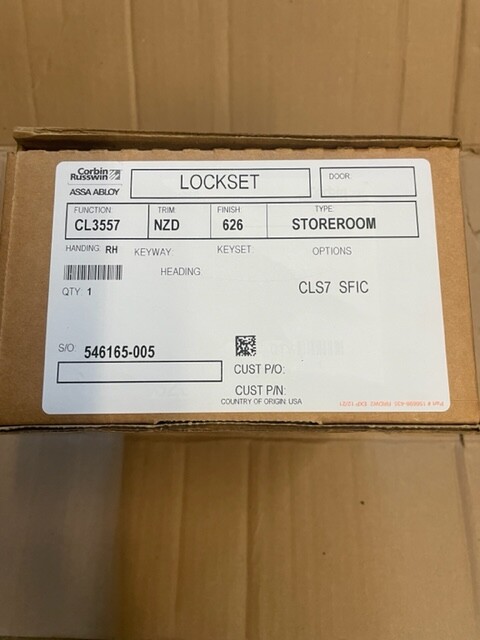 Corbin
Russwin
ASSA ABLOY
LOCKSET
DOOR:
FUNCTION: TRIM: FINISH: TYPE:
CL3557 NZD 626 STOREROOM
HANDING: RH KEYWAY: KEYSET: OPTIONS
HEADING
QTY: 1
CLS7 SFIC
S/O: 546165-005
CUST P/O:
CUST P/N:
COUNTRY OF ORIGIN: USA